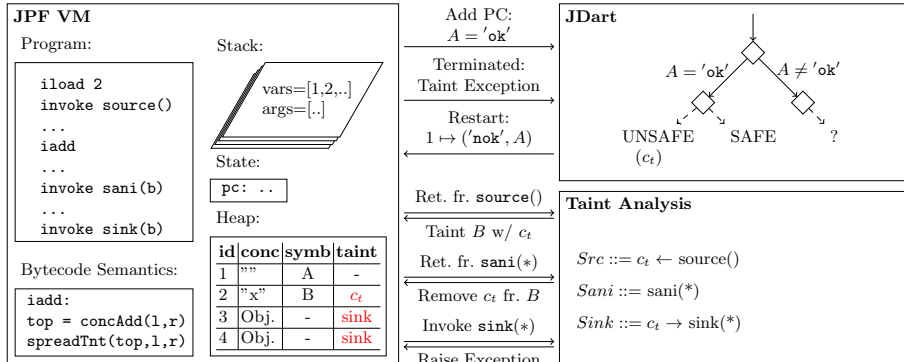 JPF VM
Program:
iload 2
invoke source()
...
iadd
...
invoke sani(b)
...
invoke sink(b)
Bytecode Semantics:
iadd:
top = concAdd(l,r)
spreadTnt(top,l,r)
Stack:
vars=[1,2,..]
args=[..]
State:
pc: ..
Heap:
id conc symb taint
1 "" A -
2 "x" B c_t
3 Obj. - sink
4 Obj. - sink
Add PC:
A = 'ok'
Terminated:
Taint Exception
Restart:
1 ↦ ('nok', A)
Ret. fr. source()
Taint B w/ c_t
Ret. fr. sani(*)
Remove c_t fr. B
Invoke sink(*)
Raise Exception
JDart
A = 'ok' A ≠ 'ok'
UNSAFE SAFE ?
(c_t)
Taint Analysis
Src ::= c_t ← source()
Sani ::= sani(*)
Sink ::= c_t → sink(*)